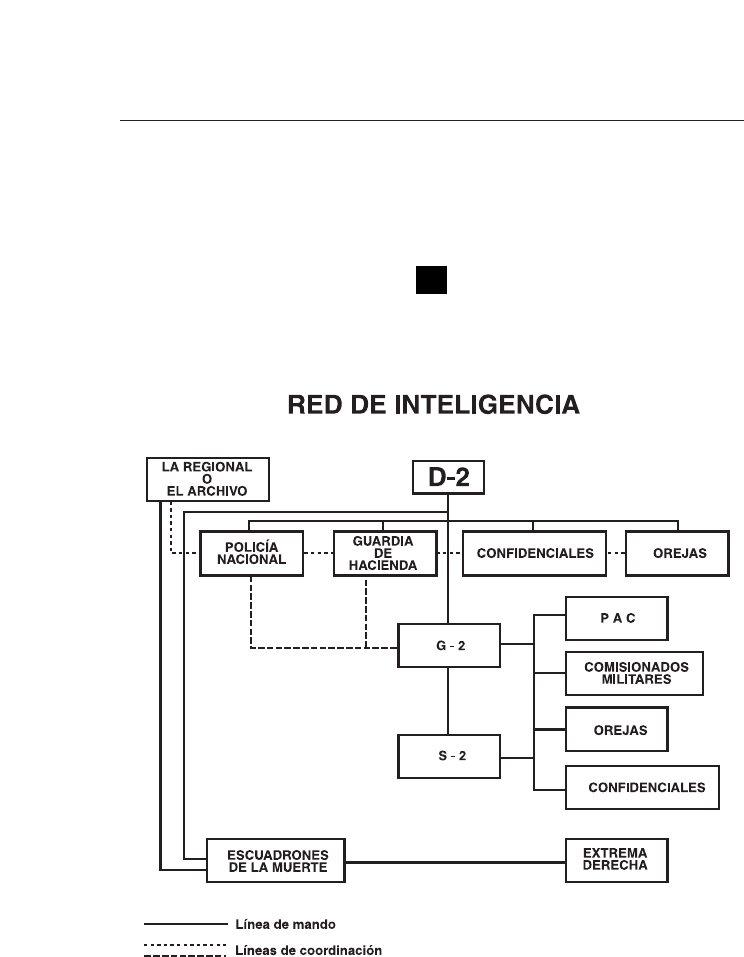 RED DE INTELIGENCIA
LA REGIONAL
O
EL ARCHIVO
D-2
POLICÍA
NACIONAL
GUARDIA
DE
HACIENDA
CONFIDENCIALES
OREJAS
G - 2
P A C
COMISIONADOS
MILITARES
OREJAS
S - 2
CONFIDENCIALES
ESCUADRONES
DE LA MUERTE
EXTREMA
DERECHA
Línea de mando
Líneas de coordinación